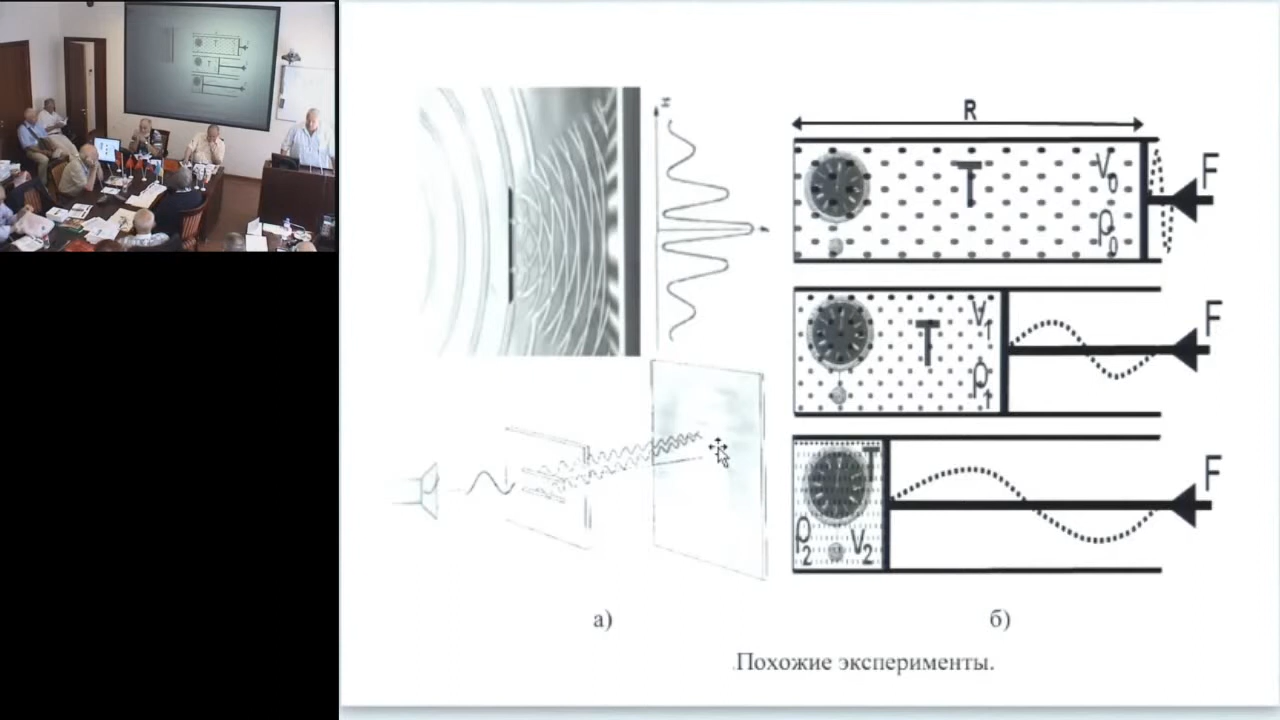 R
T
V₀
ρ₀
F
T
V₁
ρ₁
F
T
ρ₂
V₂
F
а)
б)
Похожие эксперименты.